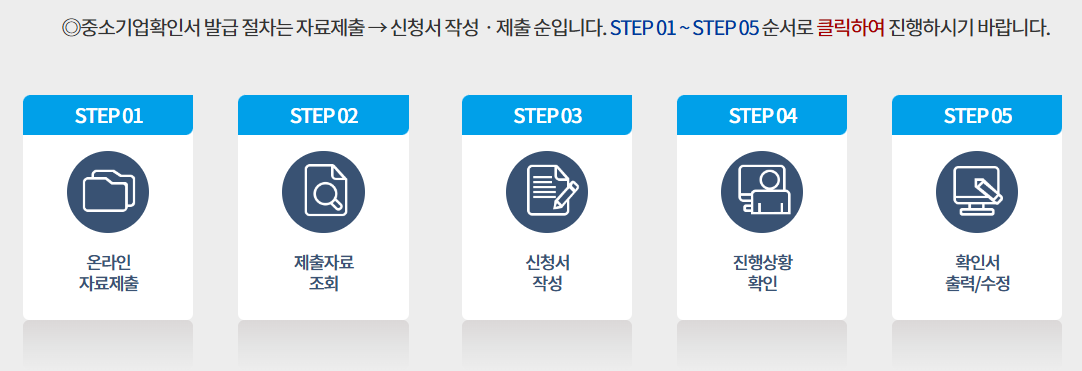 ◎중소기업확인서 발급 절차는 자료제출 → 신청서 작성 · 제출 순입니다. STEP 01 ~ STEP 05 순서로 클릭하여 진행하시기 바랍니다.
STEP 01
온라인
자료제출
STEP 02
제출자료
조회
STEP 03
신청서
작성
STEP 04
진행상황
확인
STEP 05
확인서
출력/수정